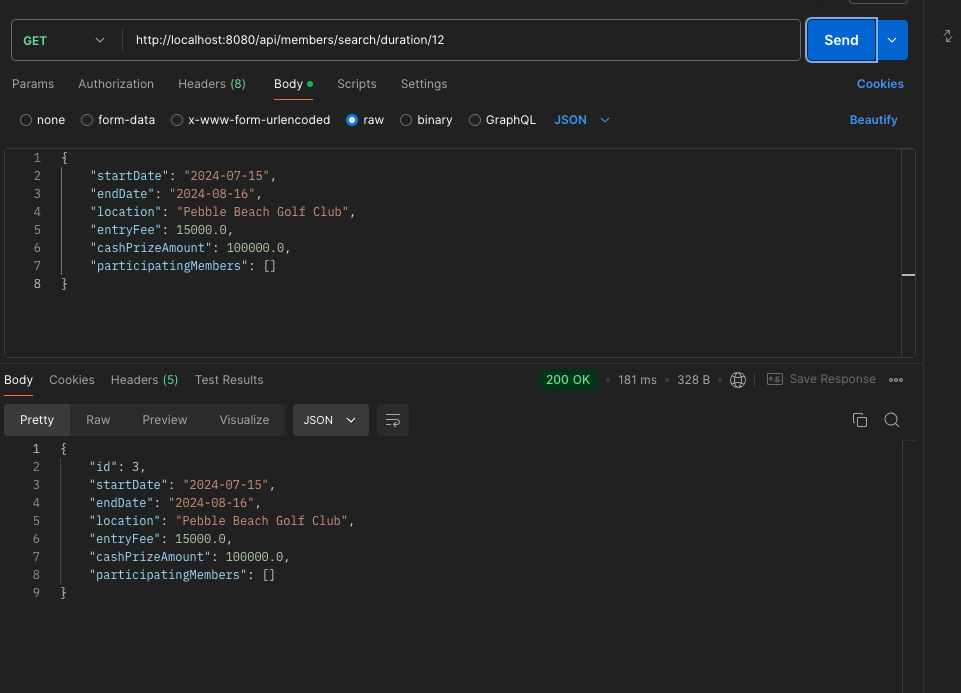 GET http://localhost:8080/api/members/search/duration/12 Send
Params Authorization Headers (8) Body Scripts Settings Cookies
none form-data x-www-form-urlencoded raw binary GraphQL JSON Beautify
1 {
2 "startDate": "2024-07-15",
3 "endDate": "2024-08-16",
4 "location": "Pebble Beach Golf Club",
5 "entryFee": 15000.0,
6 "cashPrizeAmount": 100000.0,
7 "participatingMembers": []
8 }
Body Cookies Headers (5) Test Results 200 OK • 181 ms • 328 B • e.g. Save Response
Pretty Raw Preview Visualize JSON
1 {
2 "id": 3,
3 "startDate": "2024-07-15",
4 "endDate": "2024-08-16",
5 "location": "Pebble Beach Golf Club",
6 "entryFee": 15000.0,
7 "cashPrizeAmount": 100000.0,
8 "participatingMembers": []
9 }